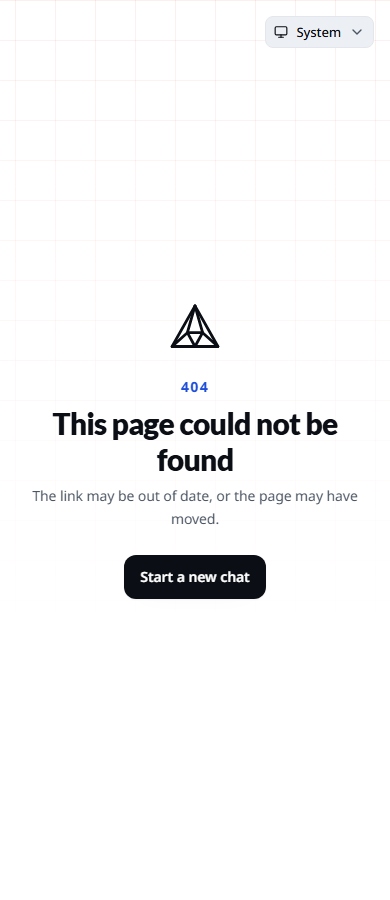 System
404
This page could not be
found
The link may be out of date, or the page may have
moved.
Start a new chat